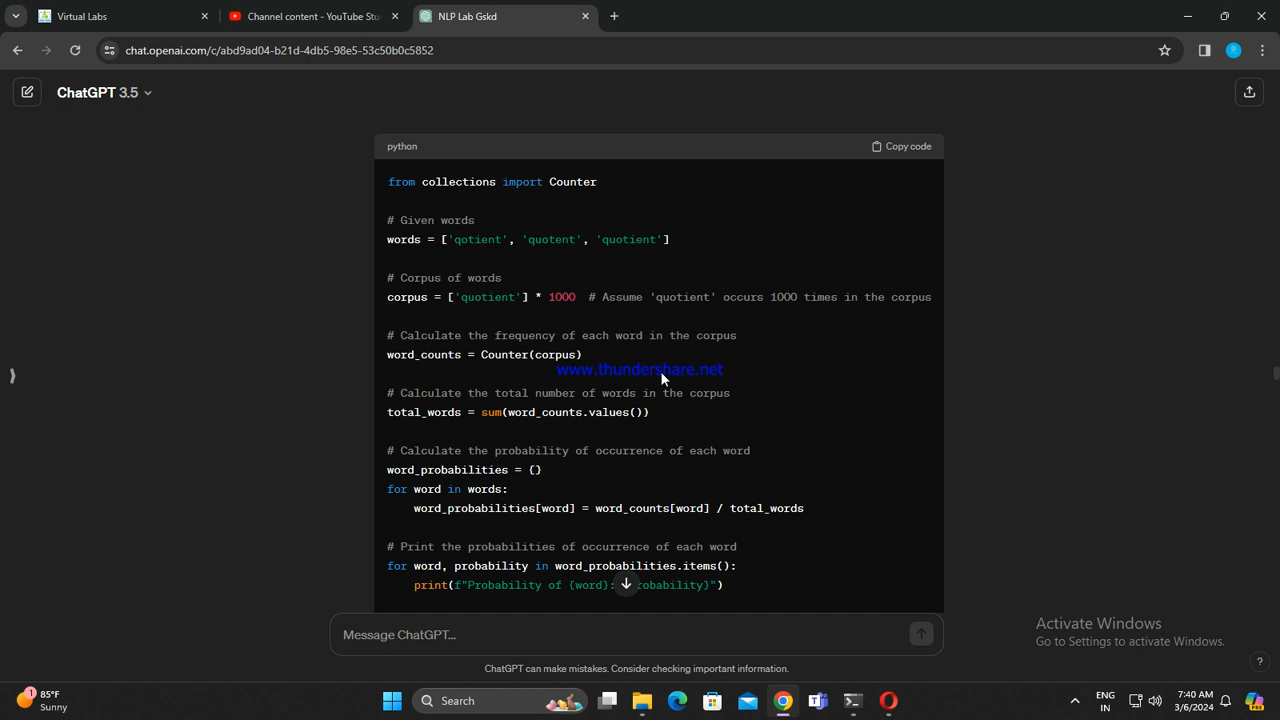 Virtual Labs
Channel content - YouTube Stu
NLP Lab Gskd
chat.openai.com/c/abd9ad04-b21d-4db5-98e5-53c50b0c5852
ChatGPT 3.5
python
Copy code
from collections import Counter
# Given words
words = ['qotient', 'quotent', 'quotient']
# Corpus of words
corpus = ['quotient'] * 1000  # Assume 'quotient' occurs 1000 times in the corpus
# Calculate the frequency of each word in the corpus
word_counts = Counter(corpus)
www.thundershare.net
# Calculate the total number of words in the corpus
total_words = sum(word_counts.values())
# Calculate the probability of occurrence of each word
word_probabilities = {}
for word in words:
    word_probabilities[word] = word_counts[word] / total_words
# Print the probabilities of occurrence of each word
for word, probability in word_probabilities.items():
    print(f"Probability of {word}: robability}")
Message ChatGPT...
ChatGPT can make mistakes. Consider checking important information.
Activate Windows
Go to Settings to activate Windows.
?
1
85°F
Sunny
Search
ENG
IN
7:40 AM
3/6/2024
PRE